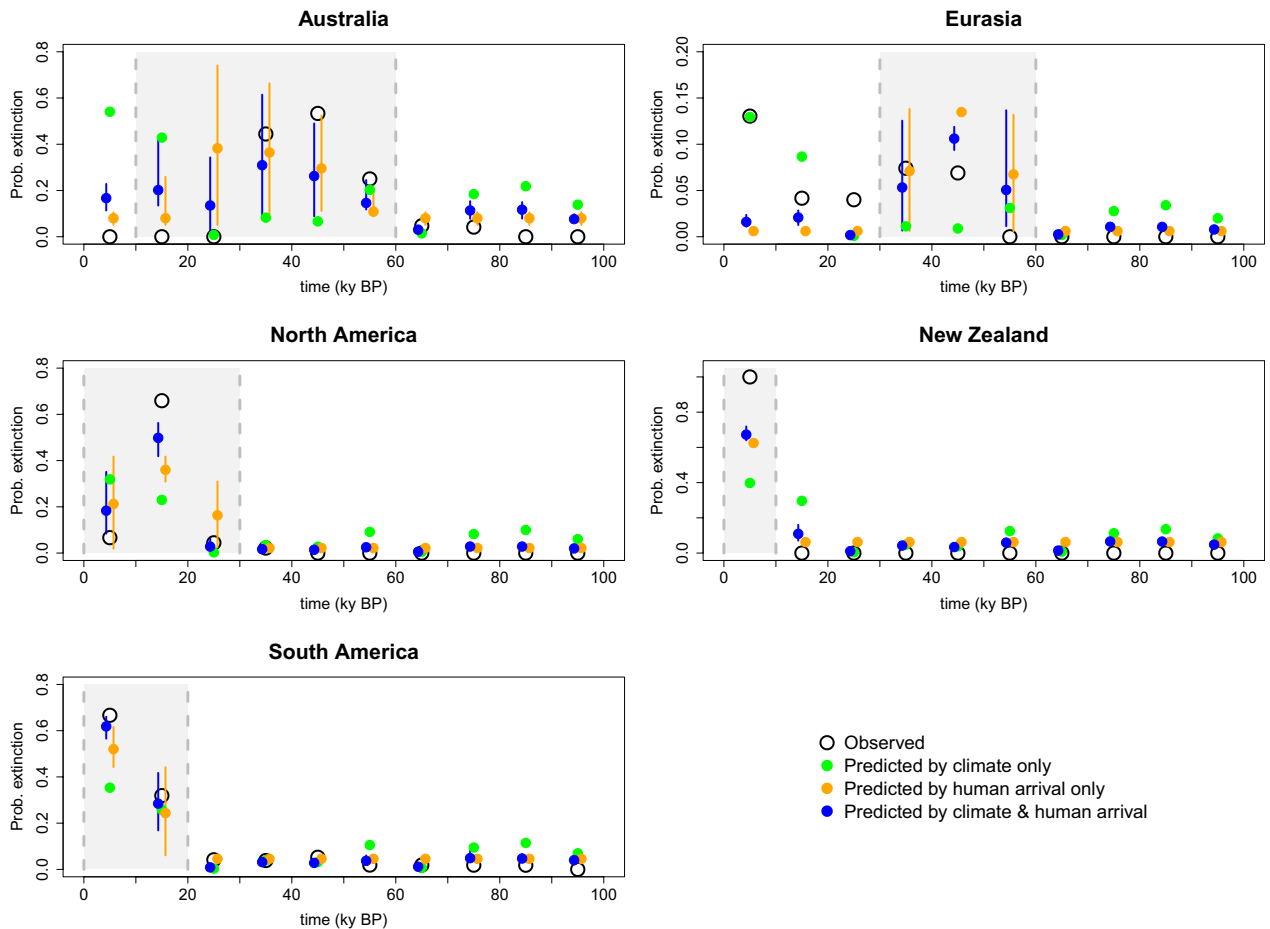 Australia
Prob. extinction
0.0 0.2 0.4 0.6 0.8
0 20 40 60 80 100
time (ky BP)
Eurasia
Prob. extinction
0.00 0.05 0.10 0.15 0.20
0 20 40 60 80 100
time (ky BP)
North America
Prob. extinction
0.0 0.2 0.4 0.6 0.8
0 20 40 60 80 100
time (ky BP)
New Zealand
Prob. extinction
0.0 0.4 0.8
0 20 40 60 80 100
time (ky BP)
South America
Prob. extinction
0.0 0.2 0.4 0.6 0.8
0 20 40 60 80 100
time (ky BP)
Observed
Predicted by climate only
Predicted by human arrival only
Predicted by climate & human arrival